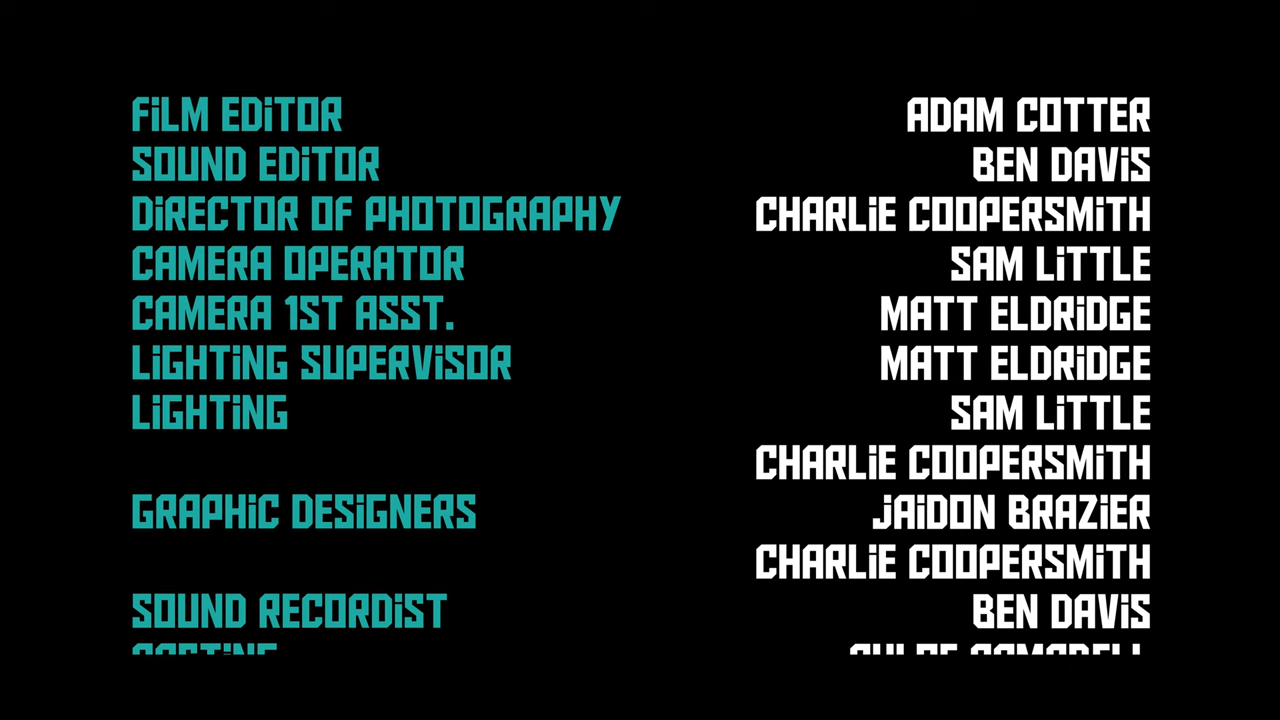 FiLM EDiTOR ADAM COTTER
SOUND EDiTOR BEN DAViS
DiRECTOR OF PHOTOGRAPHY CHARLiE COOPERSMiTH
CAMERA OPERATOR SAM LiTTLE
CAMERA 1ST ASST. MATT ELDRiDGE
LiGHTiNG SUPERViSOR MATT ELDRiDGE
LiGHTiNG SAM LiTTLE
CHARLiE COOPERSMiTH
GRAPHiC DESiGNERS JAiDON BRAZiER
CHARLiE COOPERSMiTH
SOUND RECORDiST BEN DAViS